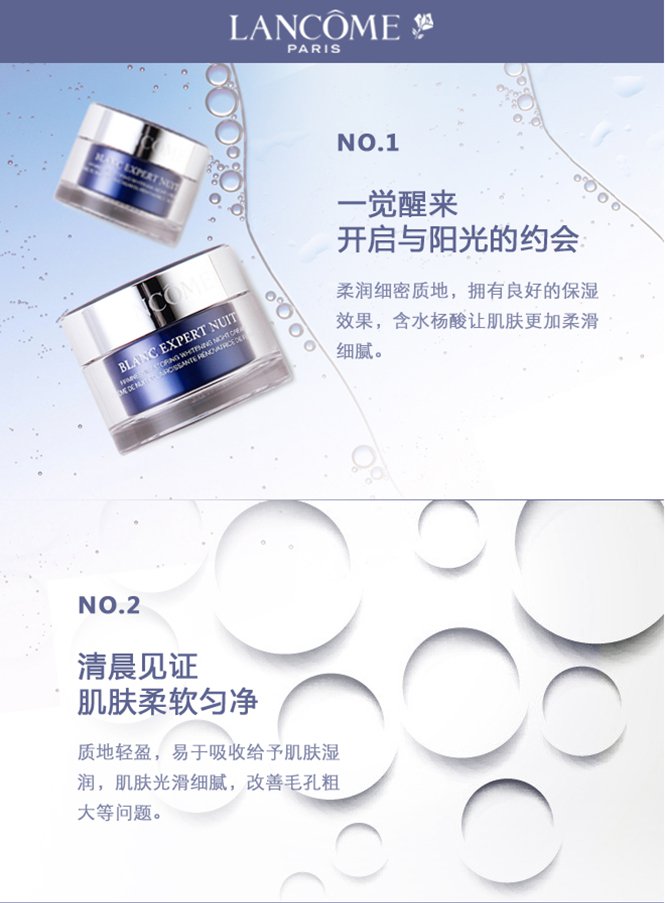 LANCÔME
PARIS
LANCÔME
BLANC EXPERT NUIT
NO.1
一觉醒来
开启与阳光的约会
柔润细密质地，拥有良好的保湿
效果，含水杨酸让肌肤更加柔滑
细腻。
NCÔME
BLANC EXPERT NUIT
WHITENING NIGHT
NO.2
清晨见证
肌肤柔软匀净
质地轻盈，易于吸收给予肌肤湿
润，肌肤光滑细腻，改善毛孔粗
大等问题。